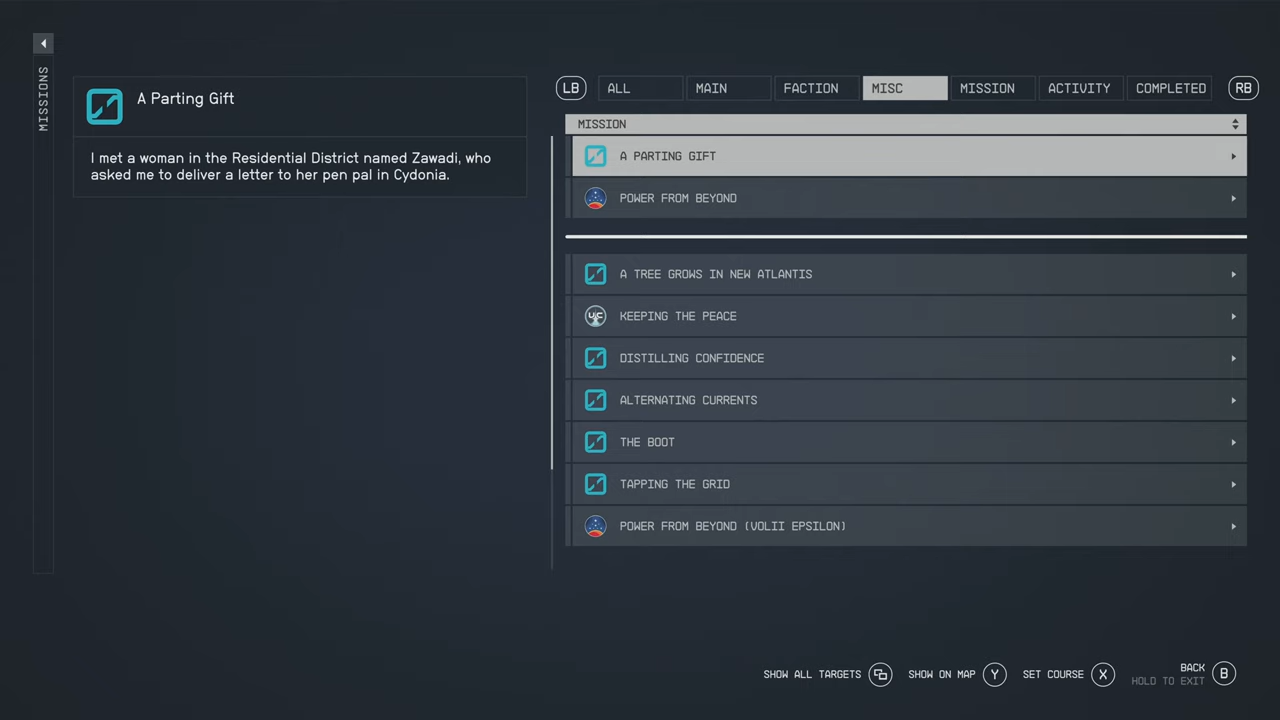 MISSIONS
A Parting Gift
I met a woman in the Residential District named Zawadi, who
asked me to deliver a letter to her pen pal in Cydonia.
LB ALL MAIN FACTION MISC MISSION ACTIVITY COMPLETED RB
MISSION
A PARTING GIFT
POWER FROM BEYOND
A TREE GROWS IN NEW ATLANTIS
UC KEEPING THE PEACE
DISTILLING CONFIDENCE
ALTERNATING CURRENTS
THE BOOT
TAPPING THE GRID
POWER FROM BEYOND (VOLII EPSILON)
SHOW ALL TARGETS SHOW ON MAP Y SET COURSE X BACK B
HOLD TO EXIT